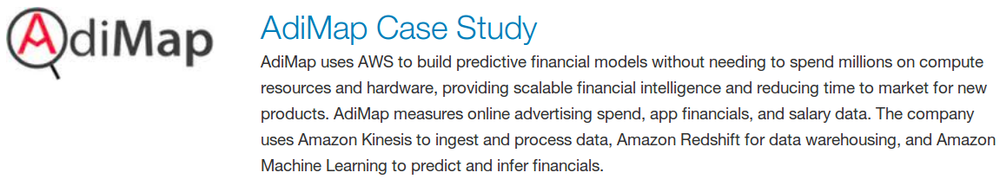 AdiMap
AdiMap Case Study
AdiMap uses AWS to build predictive financial models without needing to spend millions on compute
resources and hardware, providing scalable financial intelligence and reducing time to market for new
products. AdiMap measures online advertising spend, app financials, and salary data. The company
uses Amazon Kinesis to ingest and process data, Amazon Redshift for data warehousing, and Amazon
Machine Learning to predict and infer financials.